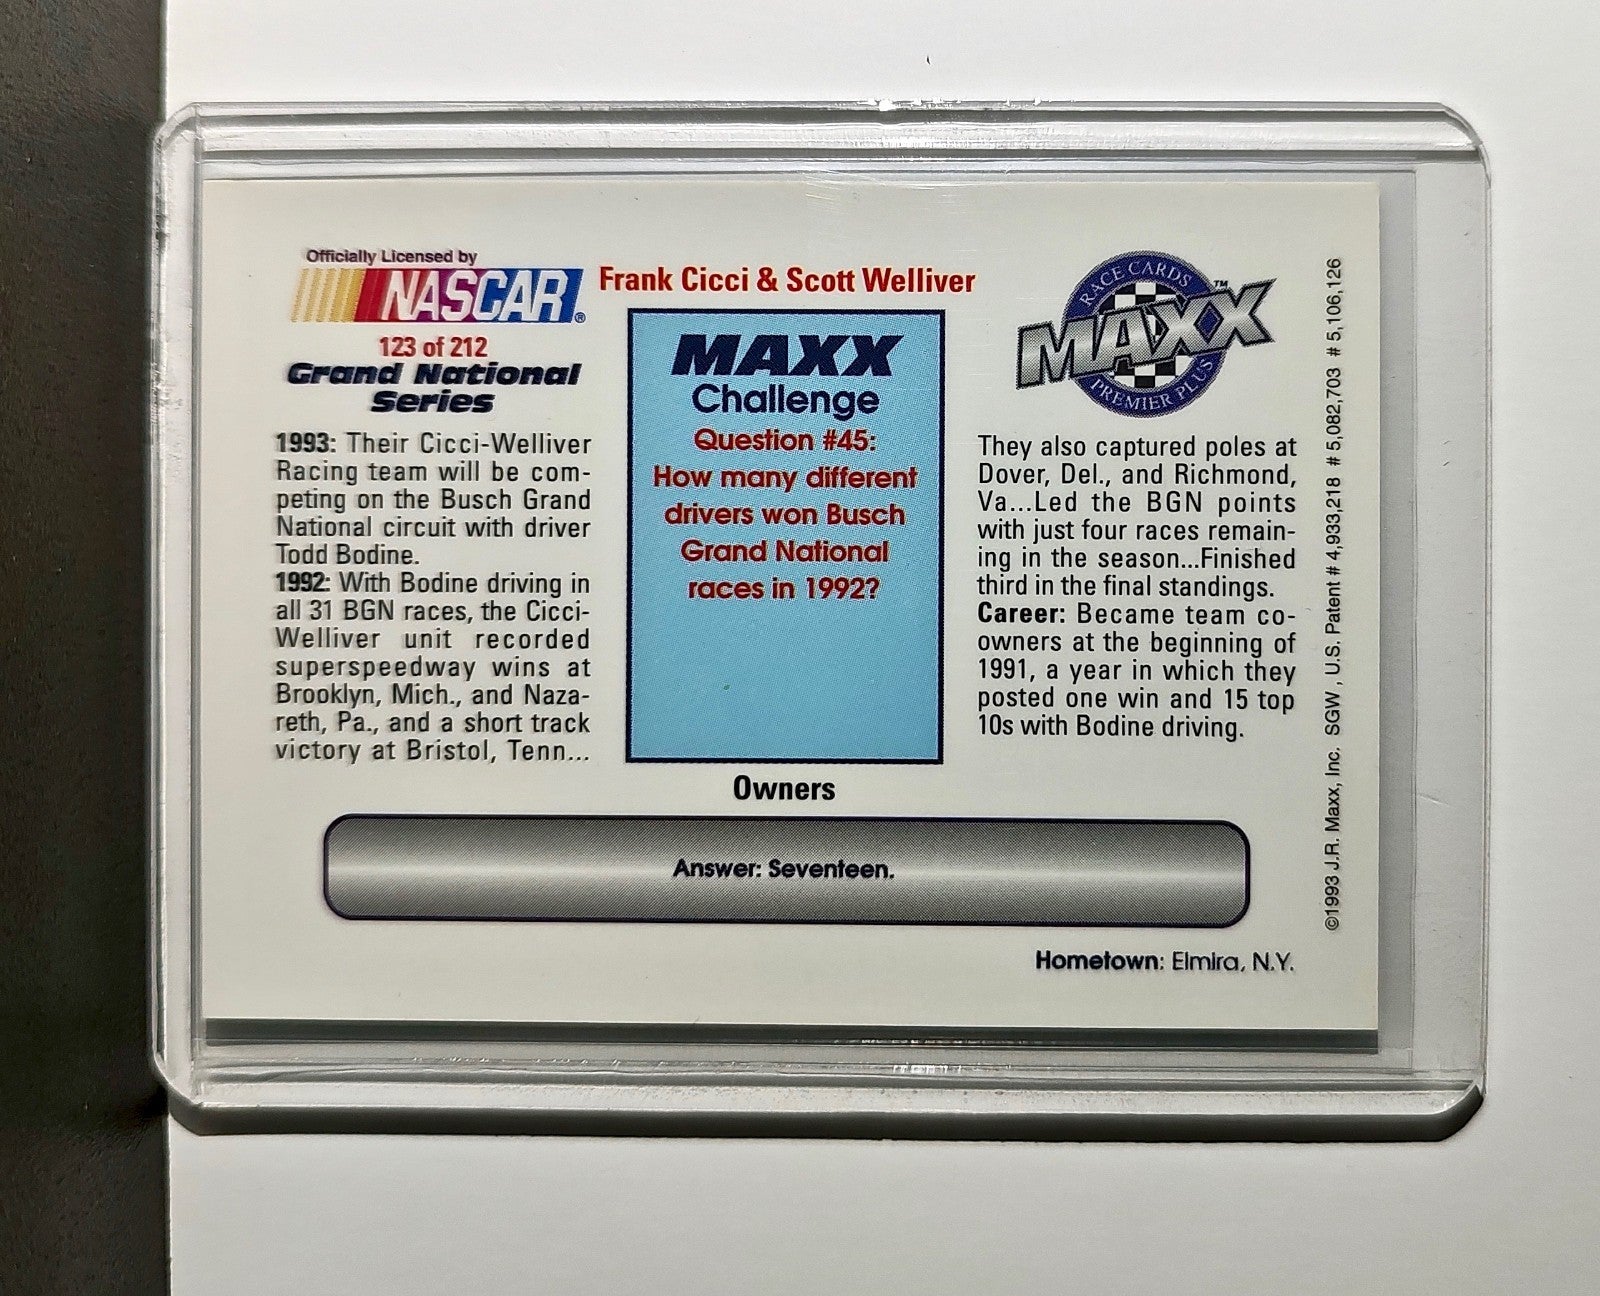 Officially Licensed by
NASCAR®
123 of 212
Grand National
Series
1993: Their Cicci-Welliver
Racing team will be com-
peting on the Busch Grand
National circuit with driver
Todd Bodine.
1992: With Bodine driving in
all 31 BGN races, the Cicci-
Welliver unit recorded
superspeedway wins at
Brooklyn, Mich., and Naza-
reth, Pa., and a short track
victory at Bristol, Tenn...
Frank Cicci & Scott Welliver
MAXX
Challenge
Question #45:
How many different
drivers won Busch
Grand National
races in 1992?
RACE CARDS
MAXX™
PREMIER PLUS
They also captured poles at
Dover, Del., and Richmond,
Va...Led the BGN points
with just four races remain-
ing in the season...Finished
third in the final standings.
Career: Became team co-
owners at the beginning of
1991, a year in which they
posted one win and 15 top
10s with Bodine driving.
Owners
Answer: Seventeen.
Hometown: Elmira, N.Y.
©1993 J.R. Maxx, Inc. SGW, U.S. Patent # 4,933,218 # 5,082,703 # 5,106,126